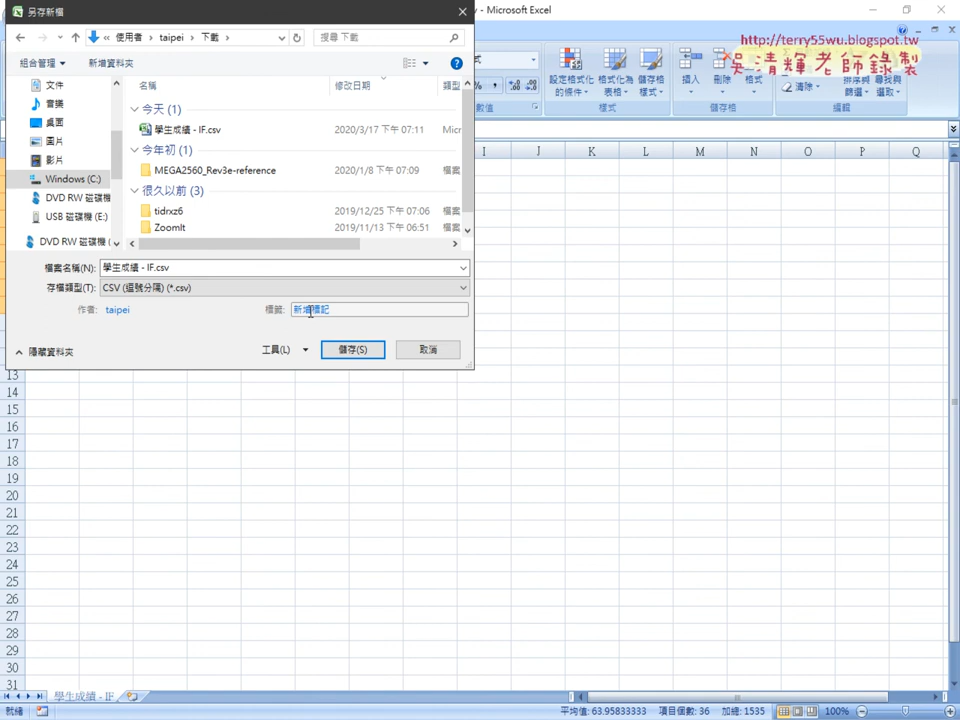 另存新檔
- Microsoft Excel
http://terry55wu.blogspot.tw
吳清輝老師錄製
« 使用者 › taipei › 下載 ›
搜尋 下載
組合管理 新增資料夾
名稱 修改日期 類型
文件
音樂
桌面
圖片
影片
Windows (C:)
DVD RW 磁碟機
USB 磁碟機 (E:)
DVD RW 磁碟機 (
今天 (1)
學生成績 - IF.csv 2020/3/17 下午 07:11 Micr
今年初 (1)
MEGA2560_Rev3e-reference 2020/1/8 下午 07:09 檔案
很久以前 (3)
tidrxz6 2019/12/25 下午 07:06 檔案
ZoomIt 2019/11/13 下午 06:51 檔案
檔案名稱(N): 學生成績 - IF.csv
存檔類型(T): CSV (逗號分隔) (*.csv)
作者: taipei 標籤: 新增標記
隱藏資料夾 工具(L) 儲存(S) 取消
式
% ,
數值
設定格式化的條件 格式化為表格 儲存格樣式
樣式
插入 刪除 格式
儲存格
清除 排序與篩選 尋找與選取
編輯
I J K L M N O P Q
13
14
15
16
17
18
19
20
21
22
23
24
25
26
27
28
29
30
31
學生成績 - IF
就緒 平均值: 63.95833333 項目個數: 36 加總: 1535 100%